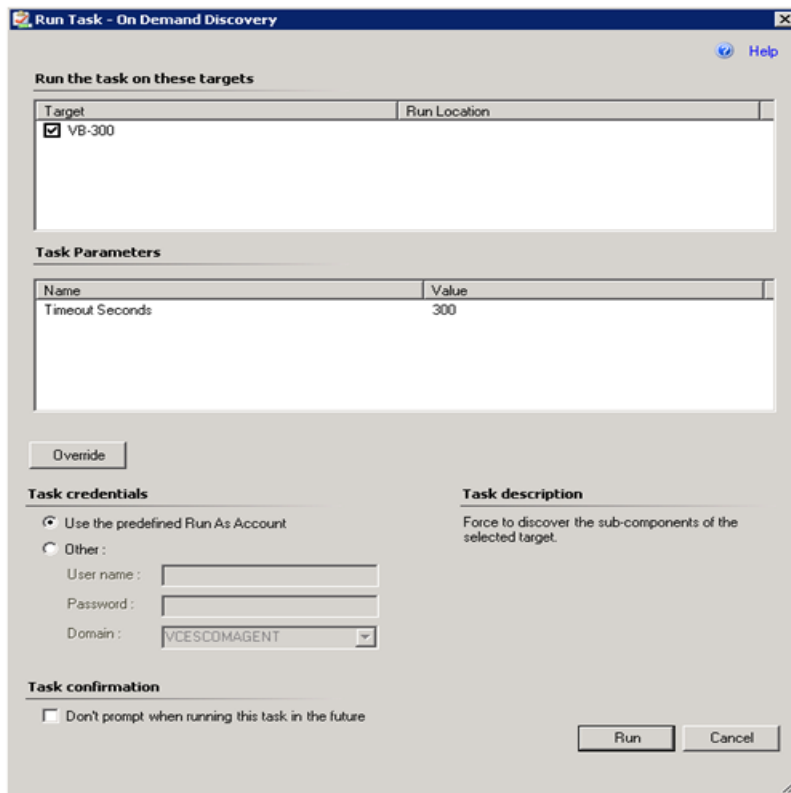 Run Task - On Demand Discovery
Help
Run the task on these targets
Target Run Location
VB-300
Task Parameters
Name Value
Timeout Seconds 300
Override
Task credentials Task description
Use the predefined Run As Account
Force to discover the sub-components of the
selected target.
Other :
User name :
Password :
Domain : VCESCOMAGENT
Task confirmation
Don't prompt when running this task in the future
Run Cancel